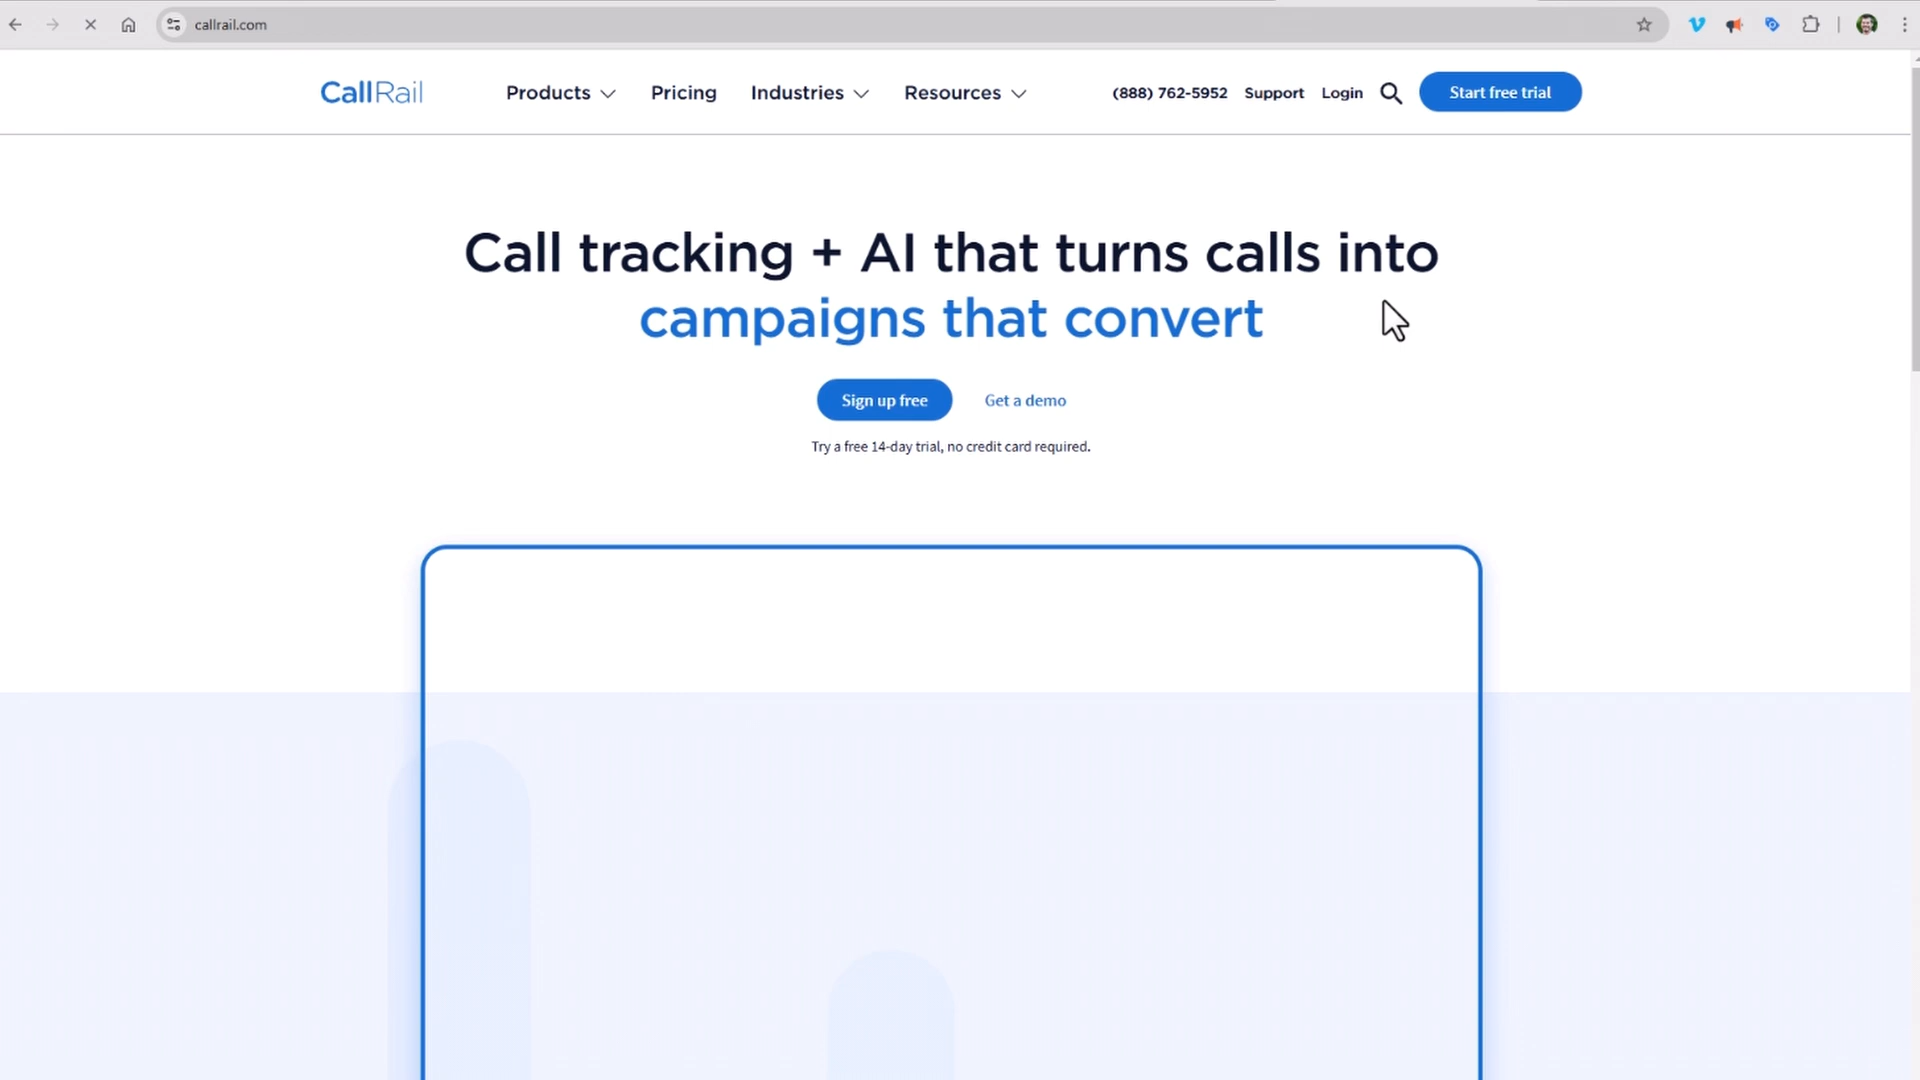 callrail.com
CallRail
Products
Pricing
Industries
Resources
(888) 762-5952
Support
Login
Start free trial
Call tracking + AI that turns calls into
campaigns that convert
Sign up free
Get a demo
Try a free 14-day trial, no credit card required.